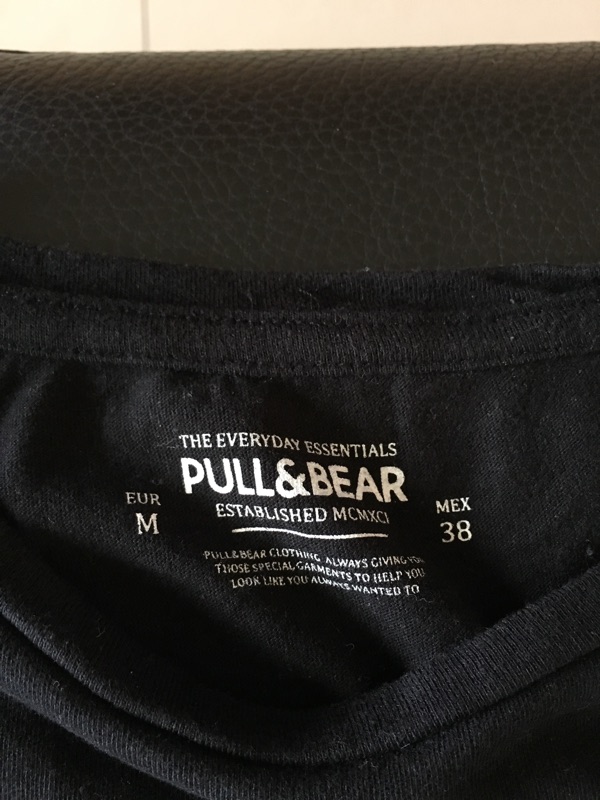 THE EVERYDAY ESSENTIALS
PULL&BEAR
ESTABLISHED MCMXCI
EUR
M
MEX
38
PULL&BEAR CLOTHING ALWAYS GIVING YOU
THOSE SPECIAL GARMENTS TO HELP YOU
LOOK LIKE YOU ALWAYS WANTED TO